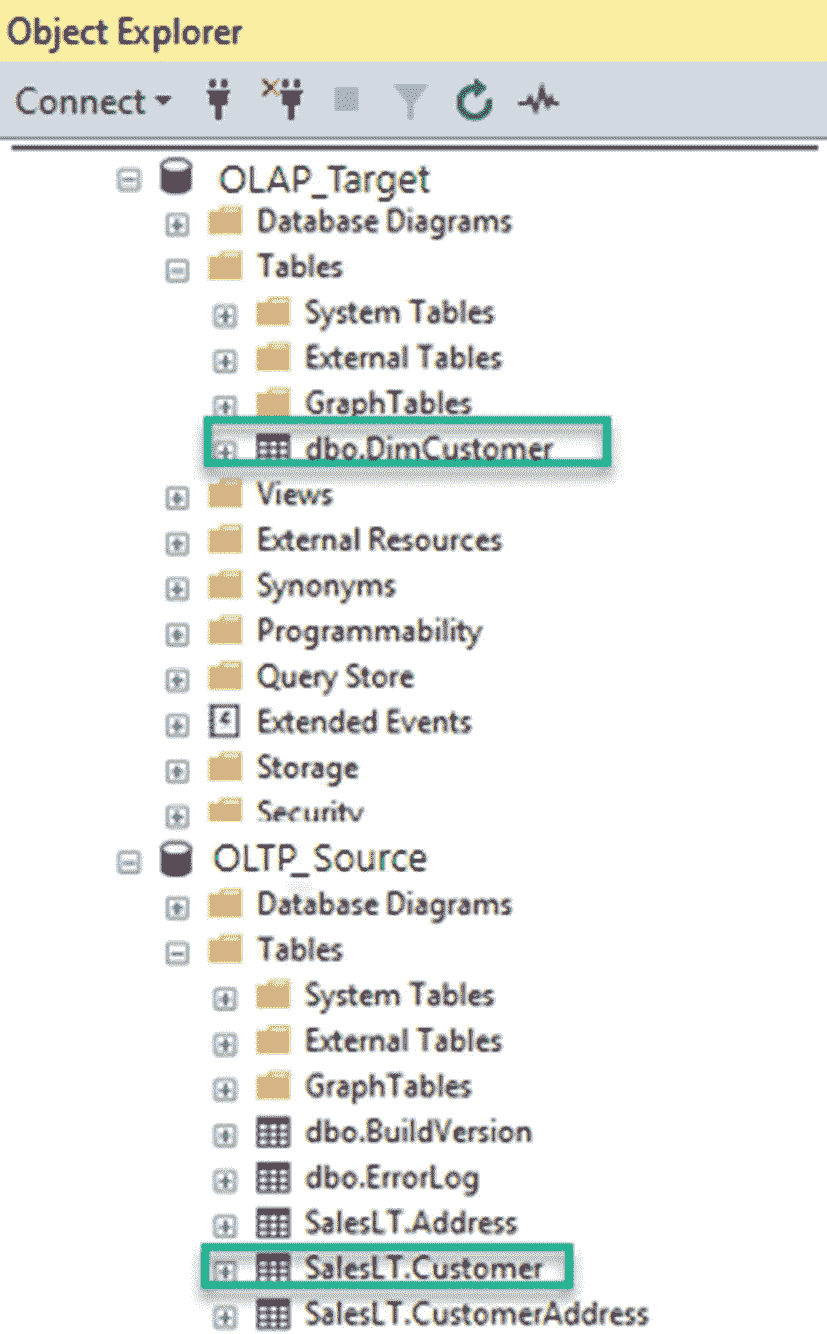 Object Explorer
Connect
OLAP_Target
Database Diagrams
Tables
System Tables
External Tables
GraphTables
dbo.DimCustomer
Views
External Resources
Synonyms
Programmability
Query Store
Extended Events
Storage
Security
OLTP_Source
Database Diagrams
Tables
System Tables
External Tables
GraphTables
dbo.BuildVersion
dbo.ErrorLog
SalesLT.Address
SalesLT.Customer
SalesLT.CustomerAddress